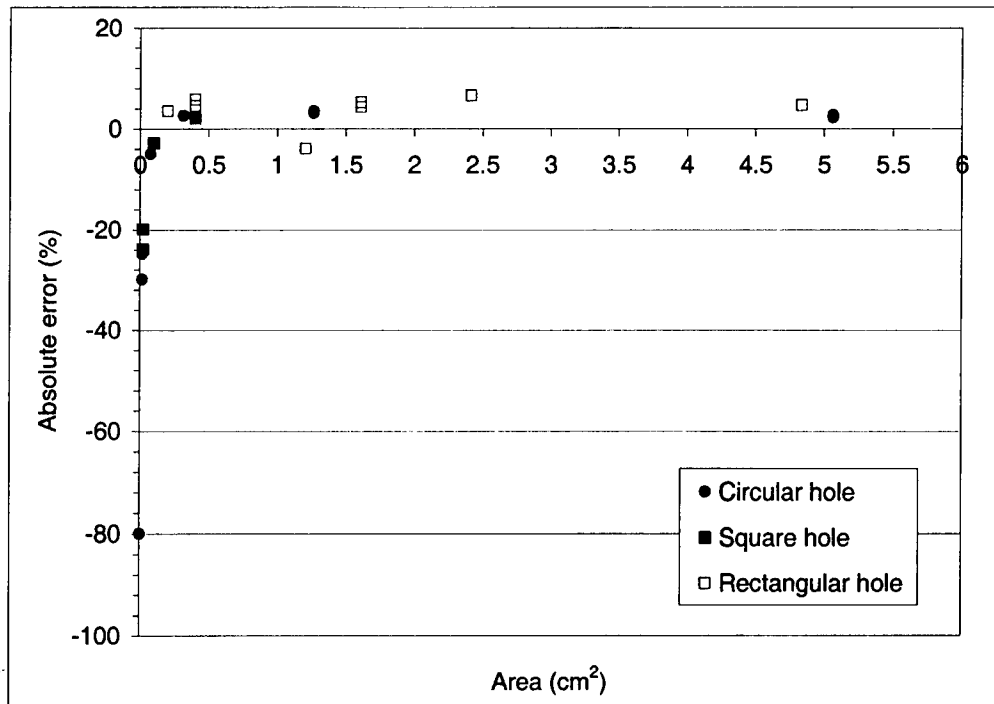 20
0
-20
-40
-60
-80
-100
0 0.5 1 1.5 2 2.5 3 3.5 4 4.5 5 5.5 6
Absolute error (%)
Area (cm²)
Circular hole
Square hole
Rectangular hole